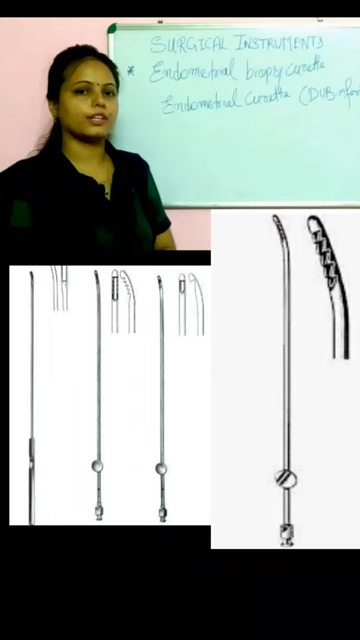 SURGICAL INSTRUMENTS
* Endometrial biopsy curette
Endometrial curette (DUB,